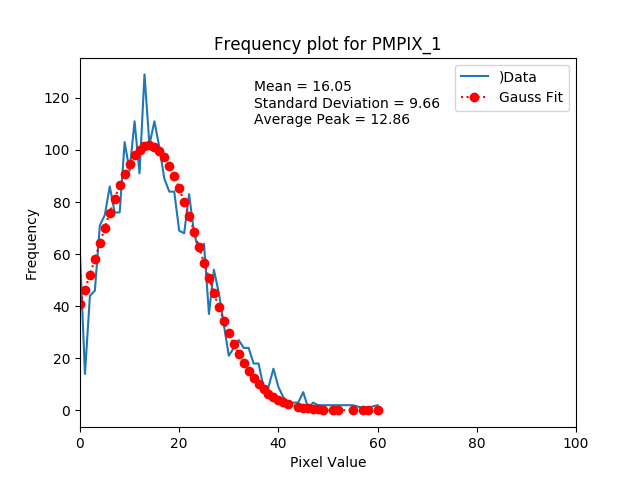 Frequency plot for PMPIX_1
Mean = 16.05
Standard Deviation = 9.66
Average Peak = 12.86
)Data
Gauss Fit
Frequency
120
100
80
60
40
20
0
0 20 40 60 80 100
Pixel Value